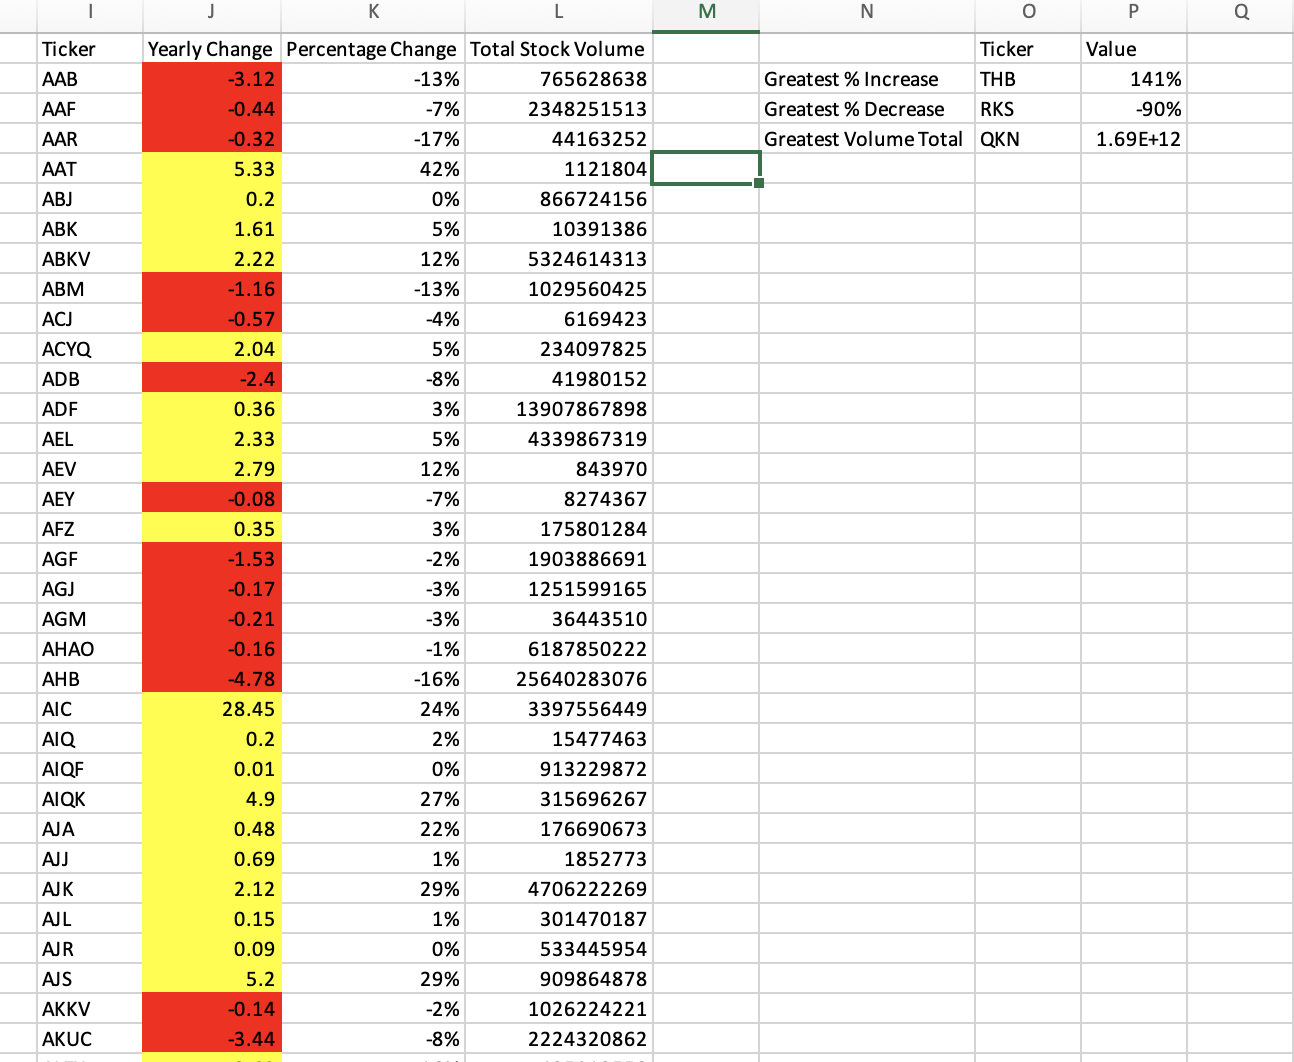 I J K L M N O P Q
Ticker Yearly Change Percentage Change Total Stock Volume Ticker Value
AAB -3.12 -13% 765628638 Greatest % Increase THB 141%
AAF -0.44 -7% 2348251513 Greatest % Decrease RKS -90%
AAR -0.32 -17% 44163252 Greatest Volume Total QKN 1.69E+12
AAT 5.33 42% 1121804
ABJ 0.2 0% 866724156
ABK 1.61 5% 10391386
ABKV 2.22 12% 5324614313
ABM -1.16 -13% 1029560425
ACJ -0.57 -4% 6169423
ACYQ 2.04 5% 234097825
ADB -2.4 -8% 41980152
ADF 0.36 3% 13907867898
AEL 2.33 5% 4339867319
AEV 2.79 12% 843970
AEY -0.08 -7% 8274367
AFZ 0.35 3% 175801284
AGF -1.53 -2% 1903886691
AGJ -0.17 -3% 1251599165
AGM -0.21 -3% 36443510
AHAO -0.16 -1% 6187850222
AHB -4.78 -16% 25640283076
AIC 28.45 24% 3397556449
AIQ 0.2 2% 15477463
AIQF 0.01 0% 913229872
AIQK 4.9 27% 315696267
AJA 0.48 22% 176690673
AJJ 0.69 1% 1852773
AJK 2.12 29% 4706222269
AJL 0.15 1% 301470187
AJR 0.09 0% 533445954
AJS 5.2 29% 909864878
AKKV -0.14 -2% 1026224221
AKUC -3.44 -8% 2224320862